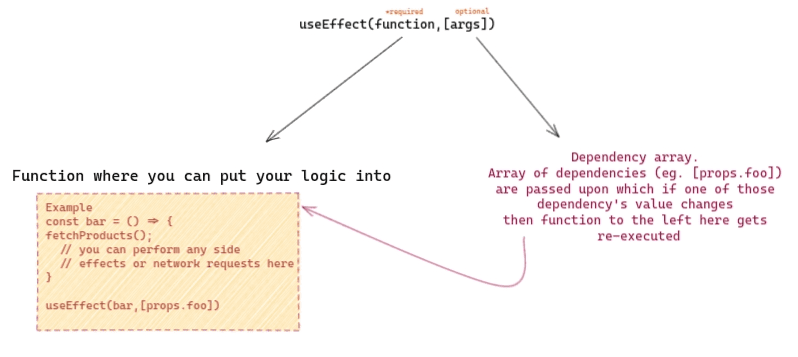 *required optional
useEffect(function,[args])
Function where you can put your logic into
Example
const bar = () => {
fetchProducts();
// you can perform any side
// effects or network requests here
}
useEffect(bar,[props.foo])
Dependency array.
Array of dependencies (eg. [props.foo])
are passed upon which if one of those
dependency's value changes
then function to the left here gets
re-executed